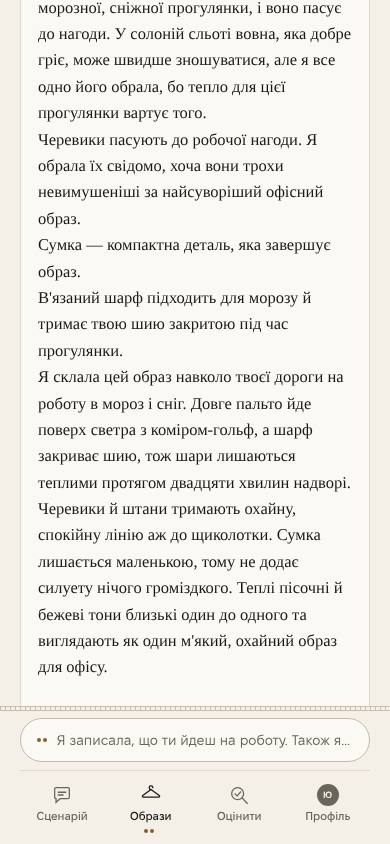 морозної, сніжної прогулянки, і воно пасує
до нагоди. У солоній сльоті вовна, яка добре
гріє, може швидше зношуватися, але я все
одно його обрала, бо тепло для цієї
прогулянки вартує того.
Черевики пасують до робочої нагоди. Я
обрала їх свідомо, хоча вони трохи
невимушеніші за найсуворіший офісний
образ.
Сумка — компактна деталь, яка завершує
образ.
В'язаний шарф підходить для морозу й
тримає твою шию закритою під час
прогулянки.
Я склала цей образ навколо твоєї дороги на
роботу в мороз і сніг. Довге пальто йде
поверх светра з коміром-гольф, а шарф
закриває шию, тож шари лишаються
теплими протягом двадцяти хвилин надворі.
Черевики й штани тримають охайну,
спокійну лінію аж до щиколотки. Сумка
лишається маленькою, тому не додає
силуету нічого громіздкого. Теплі пісочні й
бежеві тони близькі один до одного та
виглядають як один м'який, охайний образ
для офісу.
Я записала, що ти йдеш на роботу. Також я...
Сценарій
Образи
Оцінити
Ю
Профіль